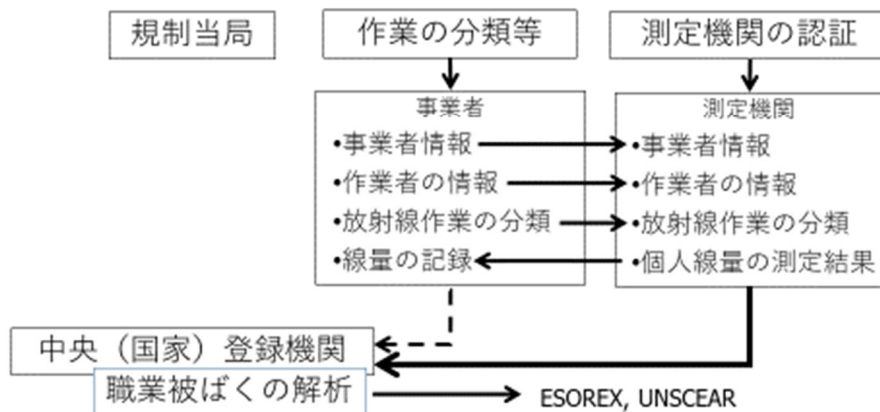 規制当局
作業の分類等
測定機関の認証
事業者
•事業者情報
•作業者の情報
•放射線作業の分類
•線量の記録
測定機関
•事業者情報
•作業者の情報
•放射線作業の分類
•個人線量の測定結果
中央（国家）登録機関
職業被ばくの解析
ESOREX, UNSCEAR